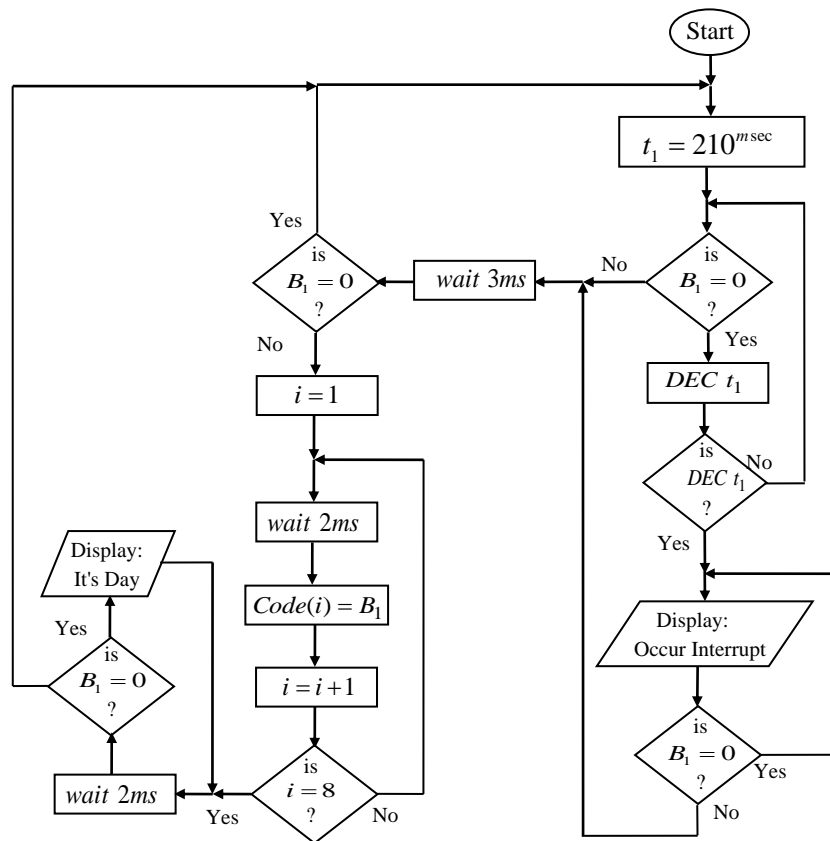 Start
t₁ = 210ᵐˢᵉᶜ
Yes
is
B₁ = 0
?
wait 3ms
No
is
B₁ = 0
?
No
Yes
i = 1
DEC t₁
is
DEC t₁
?
No
wait 2ms
Yes
Display:
It's Day
Code(i) = B₁
Display:
Occur Interrupt
Yes
is
B₁ = 0
?
i = i + 1
is
B₁ = 0
?
Yes
No
is
i = 8
?
Yes
No
wait 2ms